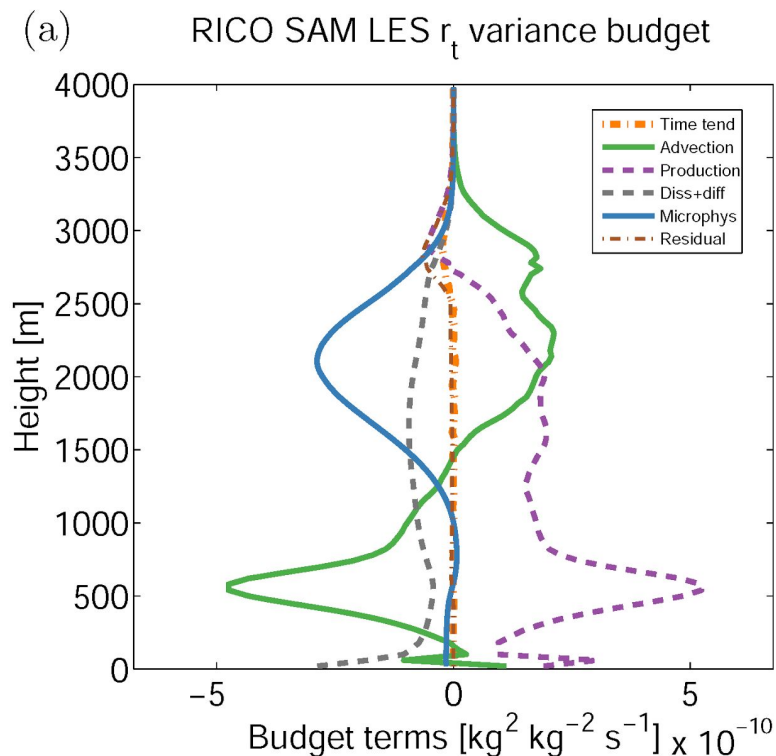 (a) RICO SAM LES r_t variance budget
4000
3500
3000
2500
2000
1500
1000
500
0
Height [m]
Time tend
Advection
Production
Diss+diff
Microphys
Residual
−5 0 5
Budget terms [kg² kg⁻² s⁻¹] x 10⁻¹⁰